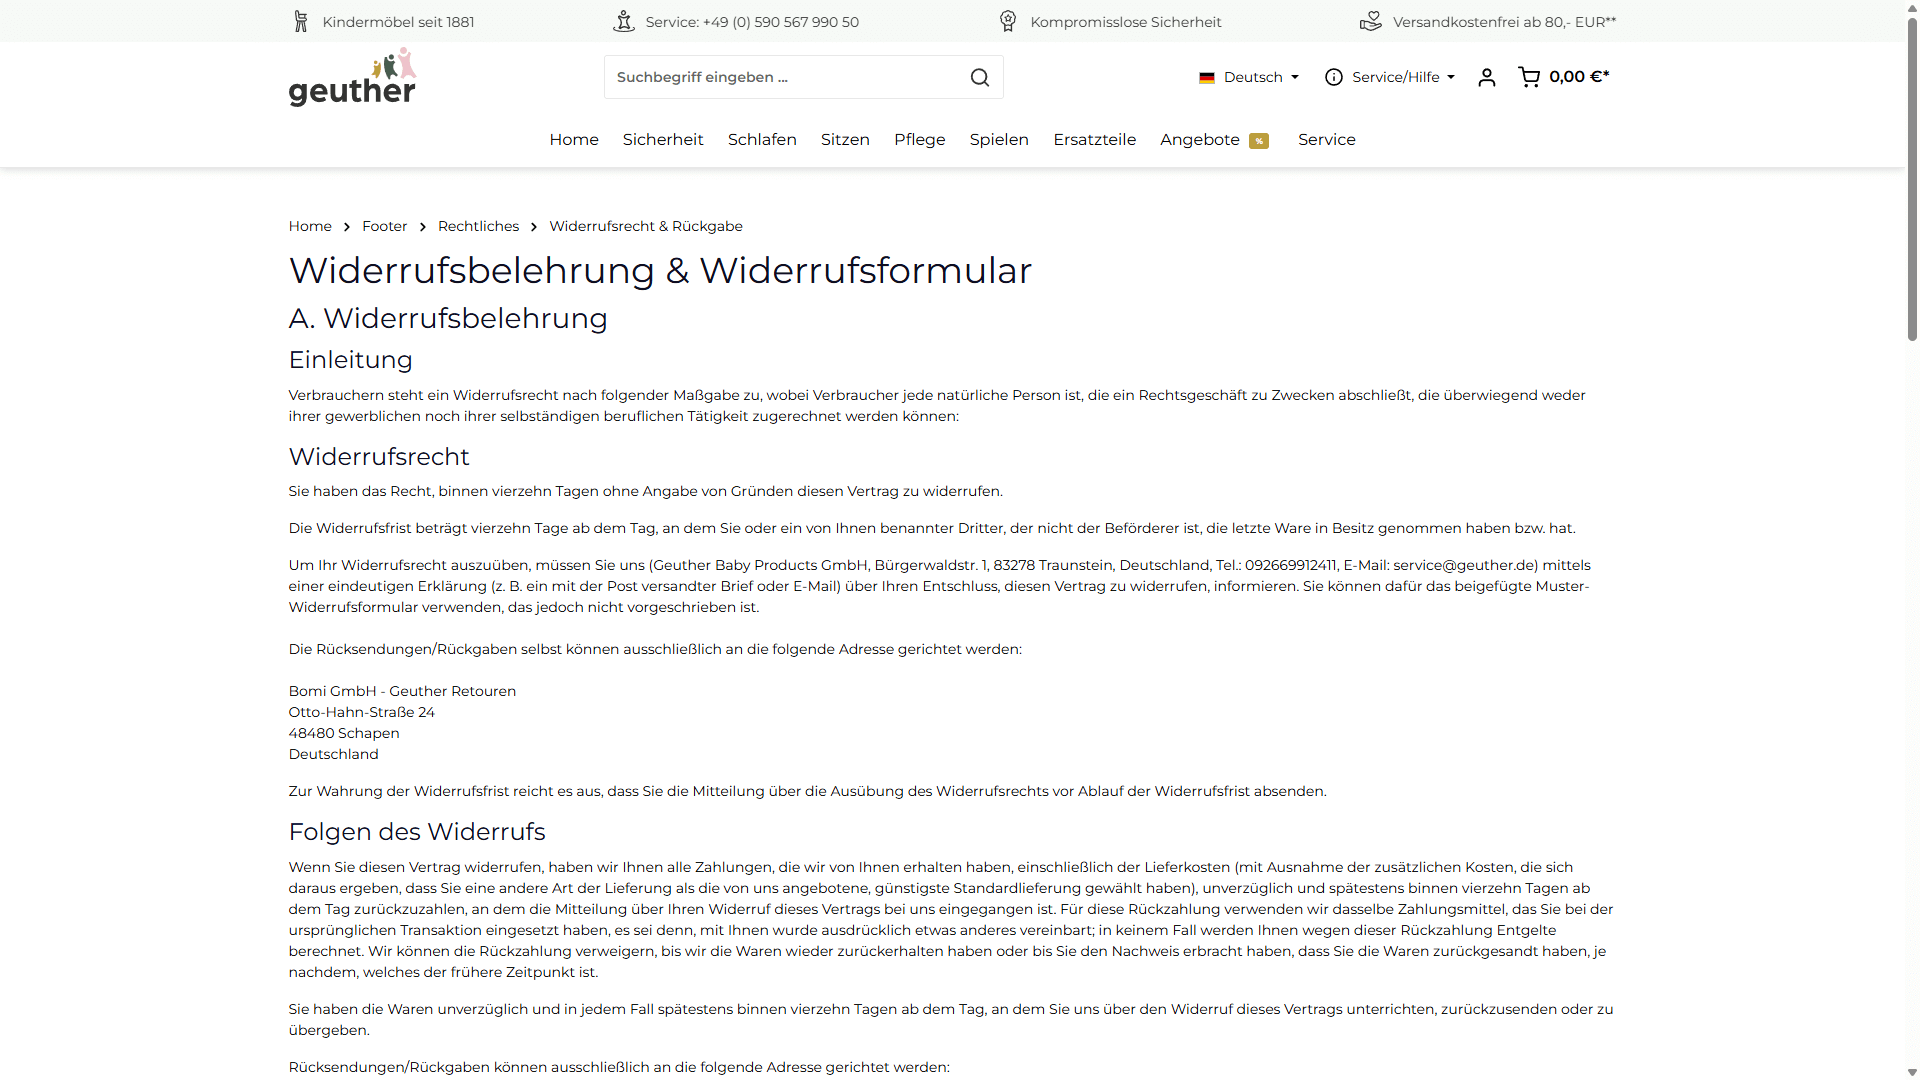 Kindermöbel seit 1881
Service: +49 (0) 590 567 990 50
Kompromisslose Sicherheit
Versandkostenfrei ab 80,- EUR**
geuther
Suchbegriff eingeben ...
Deutsch
Service/Hilfe
0,00 €*
Home
Sicherheit
Schlafen
Sitzen
Pflege
Spielen
Ersatzteile
Angebote %
Service
Home > Footer > Rechtliches > Widerrufsrecht & Rückgabe
Widerrufsbelehrung & Widerrufsformular
A. Widerrufsbelehrung
Einleitung
Verbrauchern steht ein Widerrufsrecht nach folgender Maßgabe zu, wobei Verbraucher jede natürliche Person ist, die ein Rechtsgeschäft zu Zwecken abschließt, die überwiegend weder
ihrer gewerblichen noch ihrer selbständigen beruflichen Tätigkeit zugerechnet werden können:
Widerrufsrecht
Sie haben das Recht, binnen vierzehn Tagen ohne Angabe von Gründen diesen Vertrag zu widerrufen.
Die Widerrufsfrist beträgt vierzehn Tage ab dem Tag, an dem Sie oder ein von Ihnen benannter Dritter, der nicht der Beförderer ist, die letzte Ware in Besitz genommen haben bzw. hat.
Um Ihr Widerrufsrecht auszuüben, müssen Sie uns (Geuther Baby Products GmbH, Bürgerwaldstr. 1, 83278 Traunstein, Deutschland, Tel.: 092669912411, E-Mail: service@geuther.de) mittels
einer eindeutigen Erklärung (z. B. ein mit der Post versandter Brief oder E-Mail) über Ihren Entschluss, diesen Vertrag zu widerrufen, informieren. Sie können dafür das beigefügte Muster-
Widerrufsformular verwenden, das jedoch nicht vorgeschrieben ist.
Die Rücksendungen/Rückgaben selbst können ausschließlich an die folgende Adresse gerichtet werden:
Bomi GmbH - Geuther Retouren
Otto-Hahn-Straße 24
48480 Schapen
Deutschland
Zur Wahrung der Widerrufsfrist reicht es aus, dass Sie die Mitteilung über die Ausübung des Widerrufsrechts vor Ablauf der Widerrufsfrist absenden.
Folgen des Widerrufs
Wenn Sie diesen Vertrag widerrufen, haben wir Ihnen alle Zahlungen, die wir von Ihnen erhalten haben, einschließlich der Lieferkosten (mit Ausnahme der zusätzlichen Kosten, die sich
daraus ergeben, dass Sie eine andere Art der Lieferung als die von uns angebotene, günstigste Standardlieferung gewählt haben), unverzüglich und spätestens binnen vierzehn Tagen ab
dem Tag zurückzuzahlen, an dem die Mitteilung über Ihren Widerruf dieses Vertrags bei uns eingegangen ist. Für diese Rückzahlung verwenden wir dasselbe Zahlungsmittel, das Sie bei der
ursprünglichen Transaktion eingesetzt haben, es sei denn, mit Ihnen wurde ausdrücklich etwas anderes vereinbart; in keinem Fall werden Ihnen wegen dieser Rückzahlung Entgelte
berechnet. Wir können die Rückzahlung verweigern, bis wir die Waren wieder zurückerhalten haben oder bis Sie den Nachweis erbracht haben, dass Sie die Waren zurückgesandt haben, je
nachdem, welches der frühere Zeitpunkt ist.
Sie haben die Waren unverzüglich und in jedem Fall spätestens binnen vierzehn Tagen ab dem Tag, an dem Sie uns über den Widerruf dieses Vertrags unterrichten, zurückzusenden oder zu
übergeben.
Rücksendungen/Rückgaben können ausschließlich an die folgende Adresse gerichtet werden: